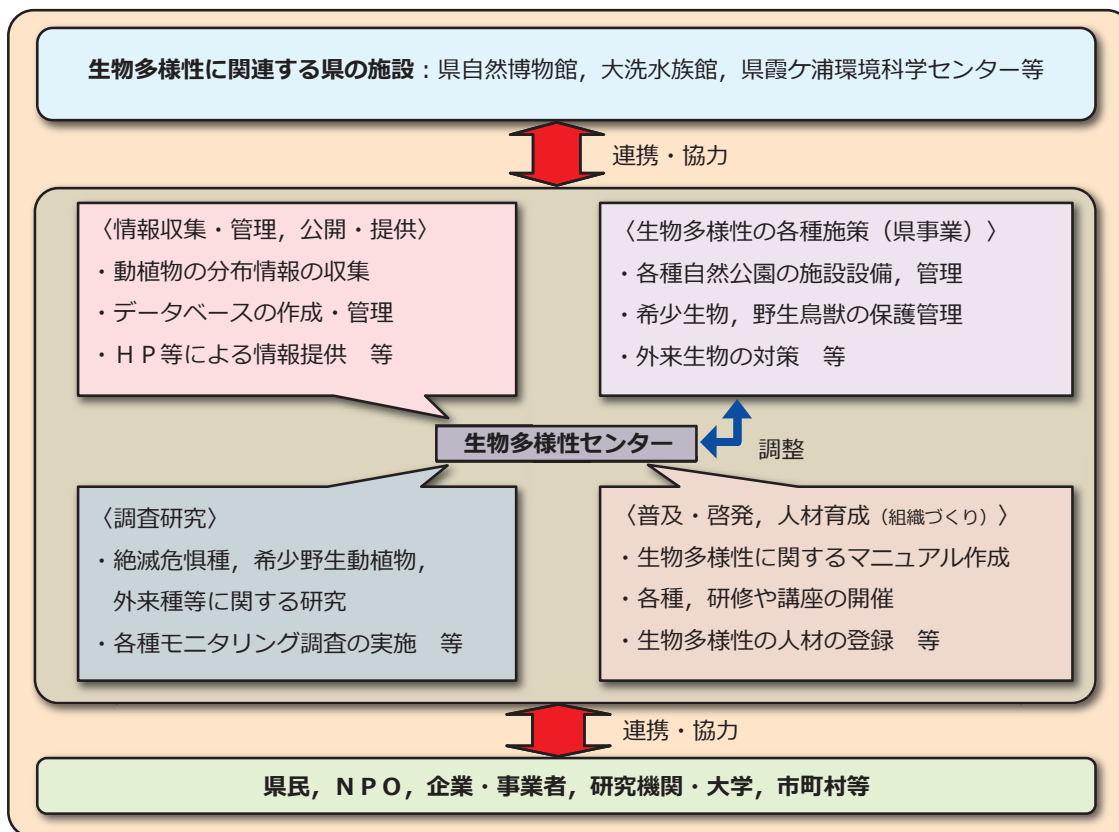 生物多様性に関連する県の施設：県自然博物館，大洗水族館，県霞ケ浦環境科学センター等
連携・協力
〈情報収集・管理，公開・提供〉
・動植物の分布情報の収集
・データベースの作成・管理
・ＨＰ等による情報提供　等
〈生物多様性の各種施策（県事業）〉
・各種自然公園の施設設備，管理
・希少生物，野生鳥獣の保護管理
・外来生物の対策　等
生物多様性センター
調整
〈調査研究〉
・絶滅危惧種，希少野生動植物，
外来種等に関する研究
・各種モニタリング調査の実施　等
〈普及・啓発，人材育成（組織づくり）〉
・生物多様性に関するマニュアル作成
・各種，研修や講座の開催
・生物多様性の人材の登録　等
連携・協力
県民，ＮＰＯ，企業・事業者，研究機関・大学，市町村等